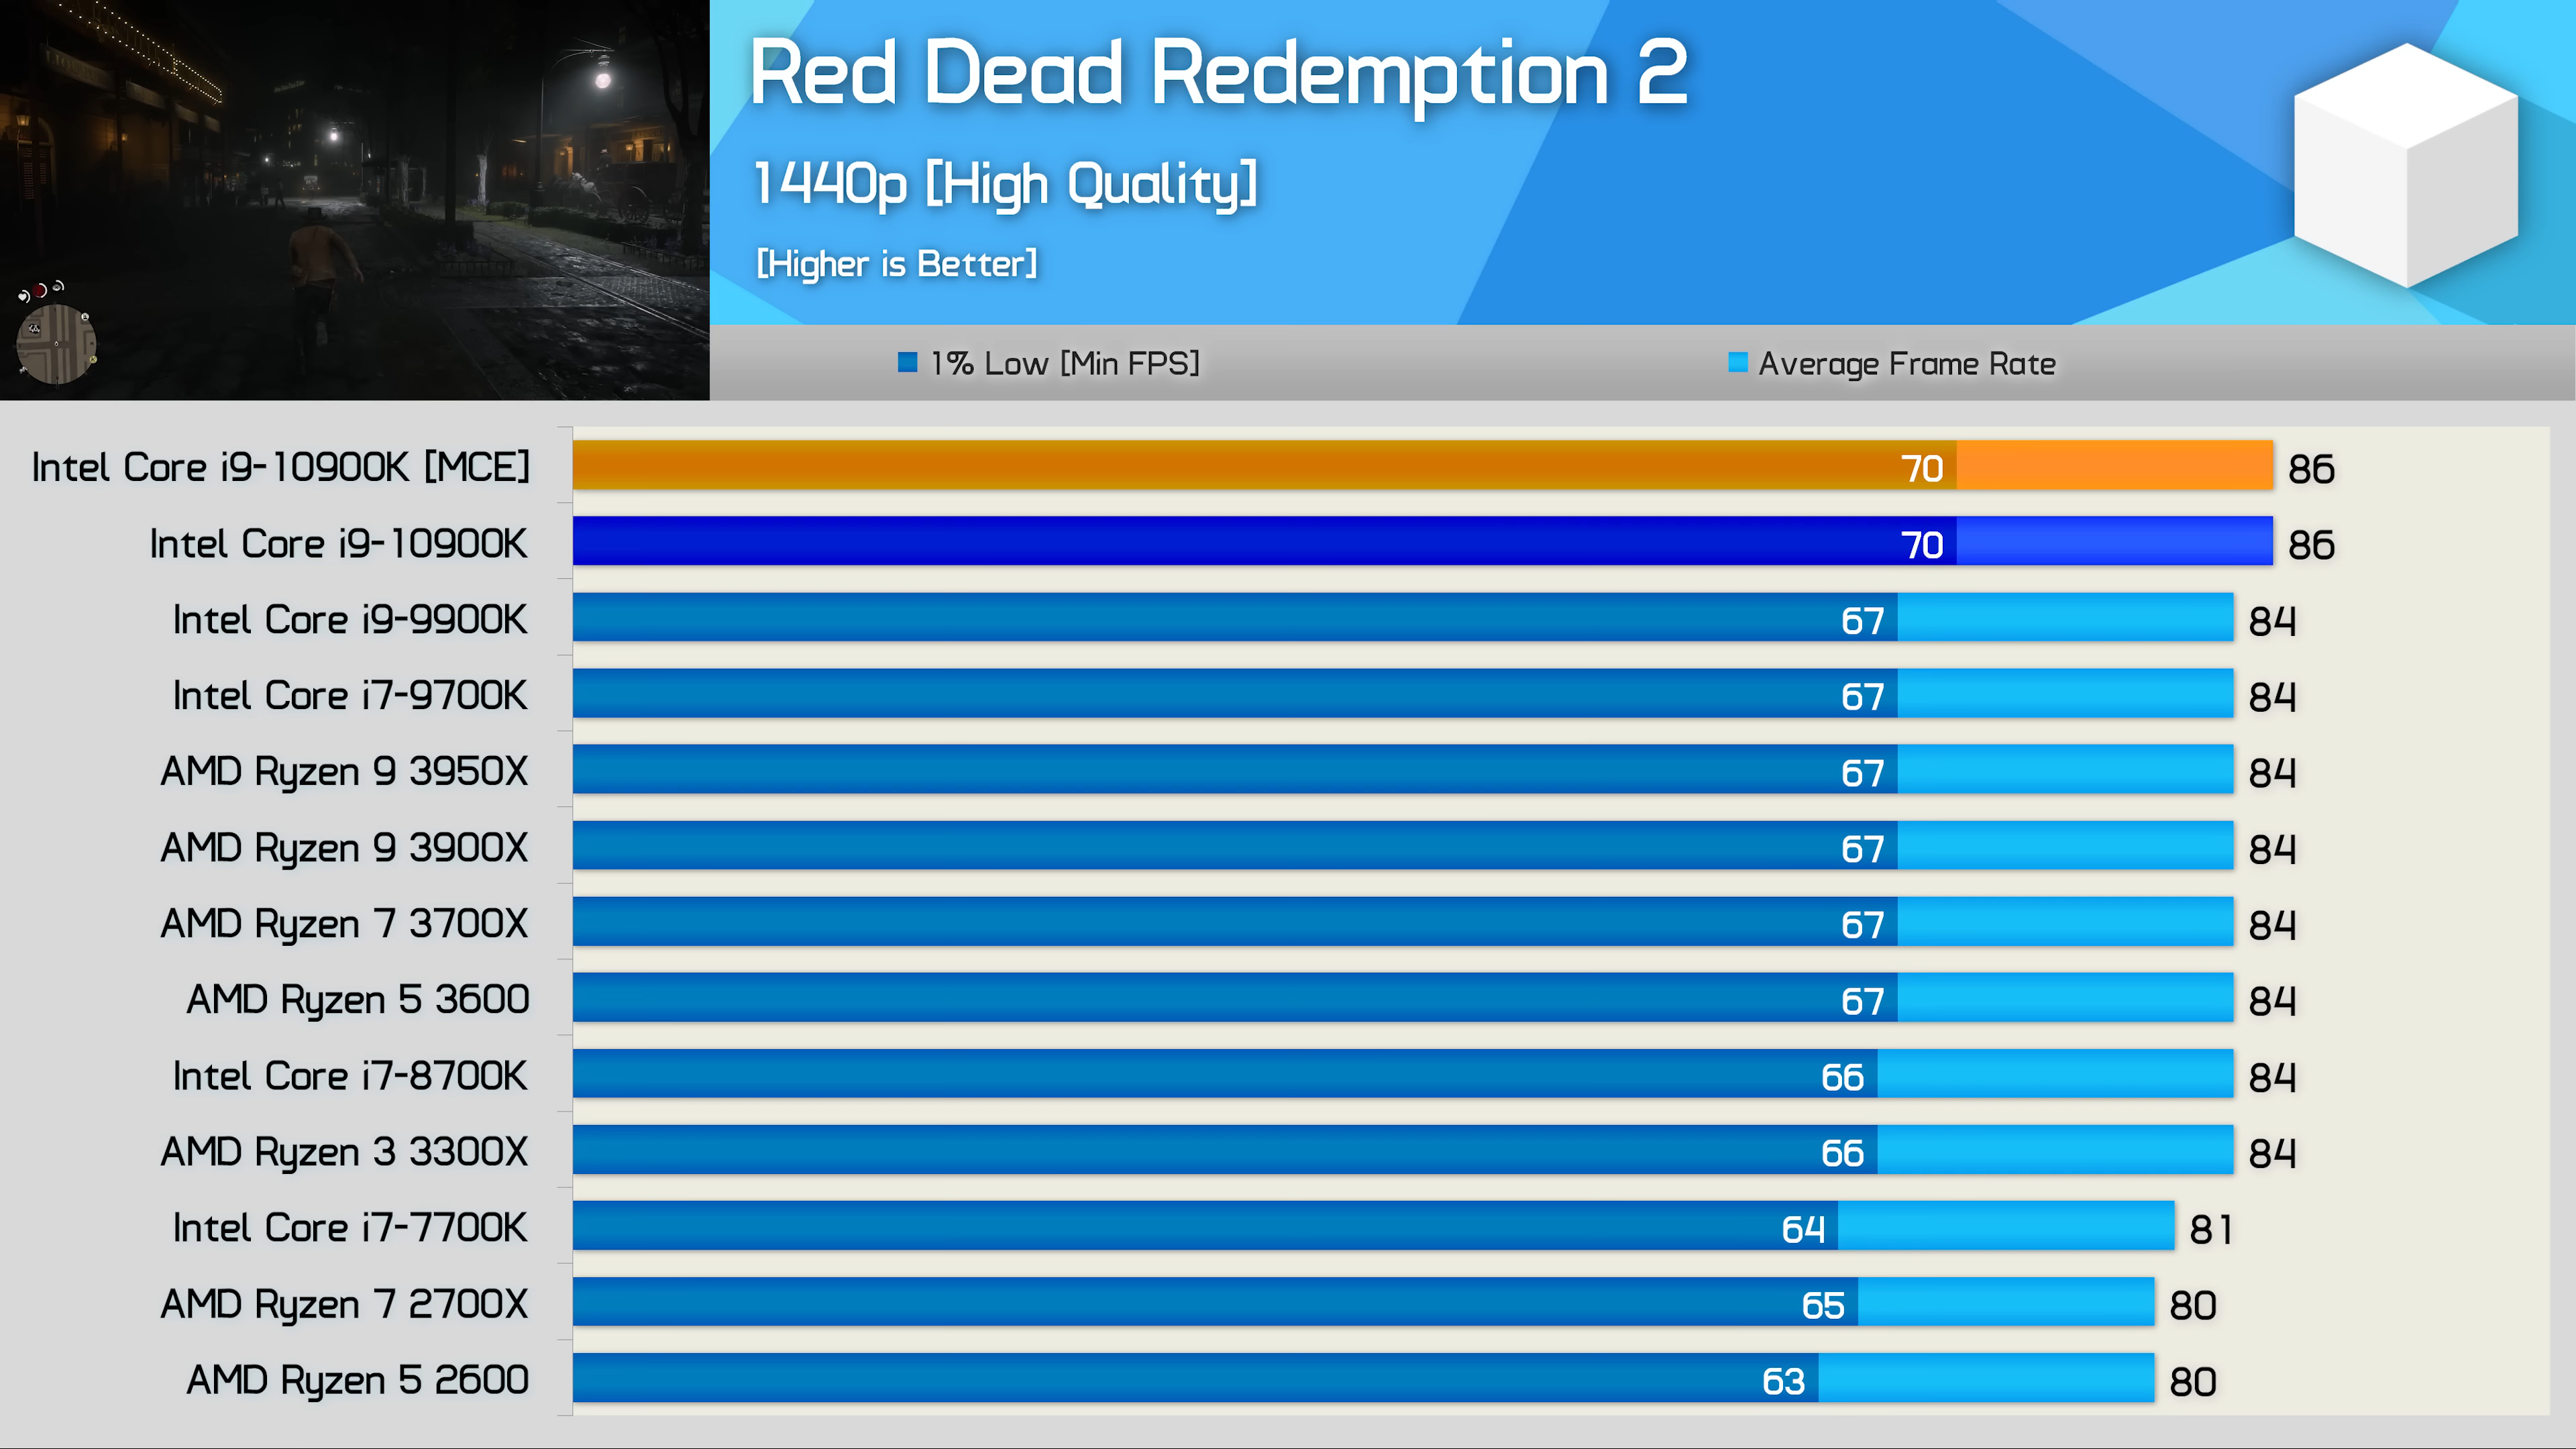 Red Dead Redemption 2
1440p [High Quality]
[Higher is Better]
1% Low [Min FPS] Average Frame Rate
Intel Core i9-10900K [MCE] 70 86
Intel Core i9-10900K 70 86
Intel Core i9-9900K 67 84
Intel Core i7-9700K 67 84
AMD Ryzen 9 3950X 67 84
AMD Ryzen 9 3900X 67 84
AMD Ryzen 7 3700X 67 84
AMD Ryzen 5 3600 67 84
Intel Core i7-8700K 66 84
AMD Ryzen 3 3300X 66 84
Intel Core i7-7700K 64 81
AMD Ryzen 7 2700X 65 80
AMD Ryzen 5 2600 63 80